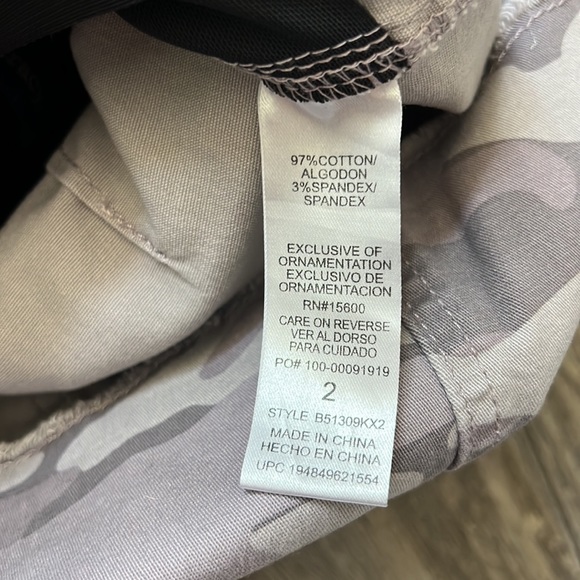 97%COTTON/
ALGODON
3%SPANDEX/
SPANDEX
EXCLUSIVE OF
ORNAMENTATION
EXCLUSIVO DE
ORNAMENTACION
RN#15600
CARE ON REVERSE
VER AL DORSO
PARA CUIDADO
PO# 100-00091919
2
STYLE B51309KX2
MADE IN CHINA
HECHO EN CHINA
UPC 194849621554